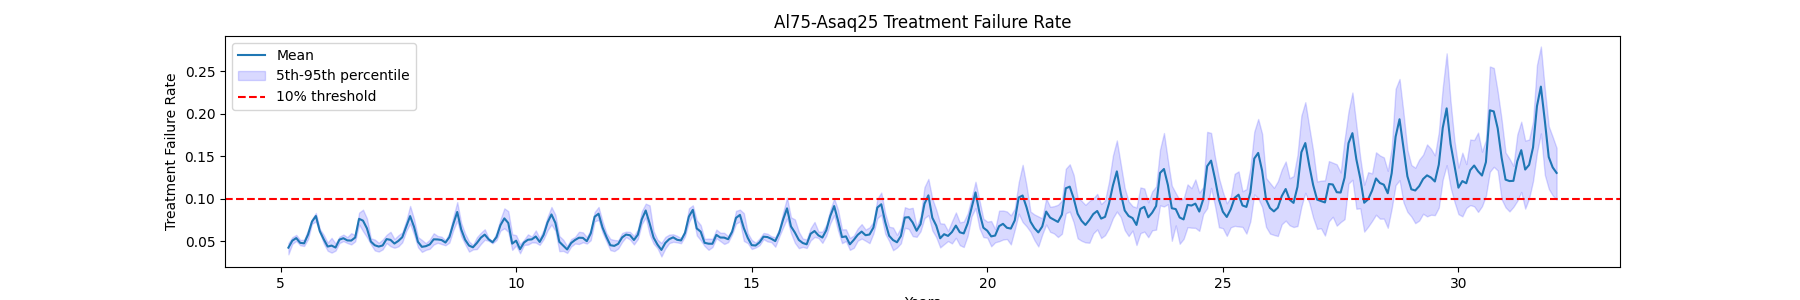 Al75-Asaq25 Treatment Failure Rate
Mean
5th-95th percentile
10% threshold
Treatment Failure Rate
0.25
0.20
0.15
0.10
0.05
5
10
15
20
25
30
Years